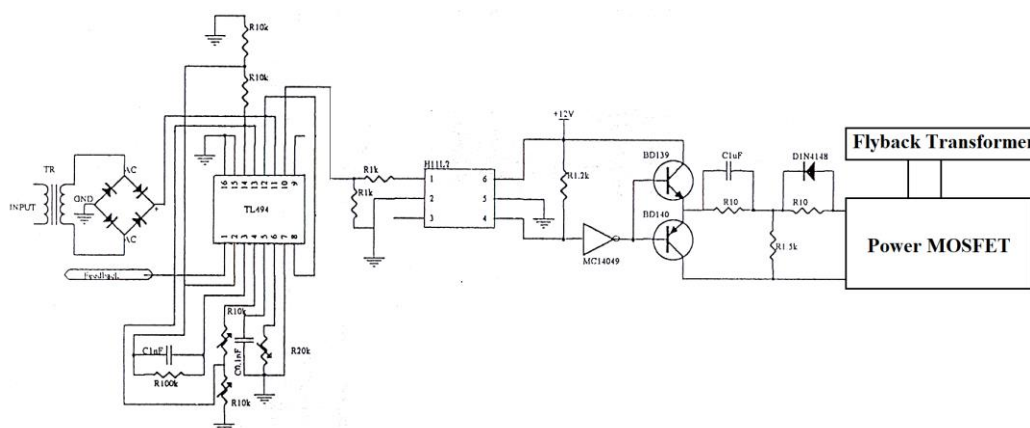 R10k
R10k
16 15 14 13 12 11 10 9
TL494
1 2 3 4 5 6 7 8
TR
AC
GND
INPUT
+
AC
Feedback
R10k
C1nF
R100k
R10k
C0.1nF
R20k
R1k
R1k
H11L2
1 6
2 5
3 4
+12V
R1.2k
MC14049
BD139
BD140
C1uF
D1N4148
R10
R10
R1.5k
Flyback Transformer
Power MOSFET